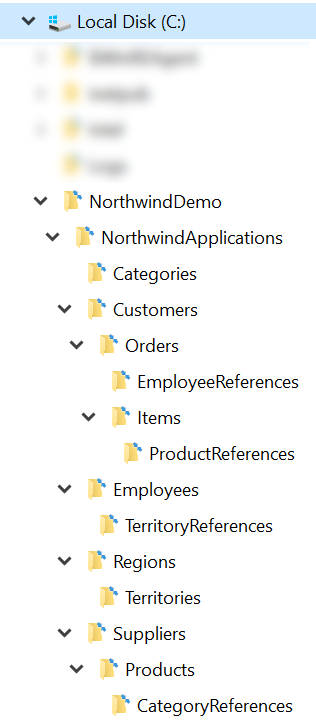 Local Disk (C:)
NorthwindDemo
NorthwindApplications
Categories
Customers
Orders
EmployeeReferences
Items
ProductReferences
Employees
TerritoryReferences
Regions
Territories
Suppliers
Products
CategoryReferences